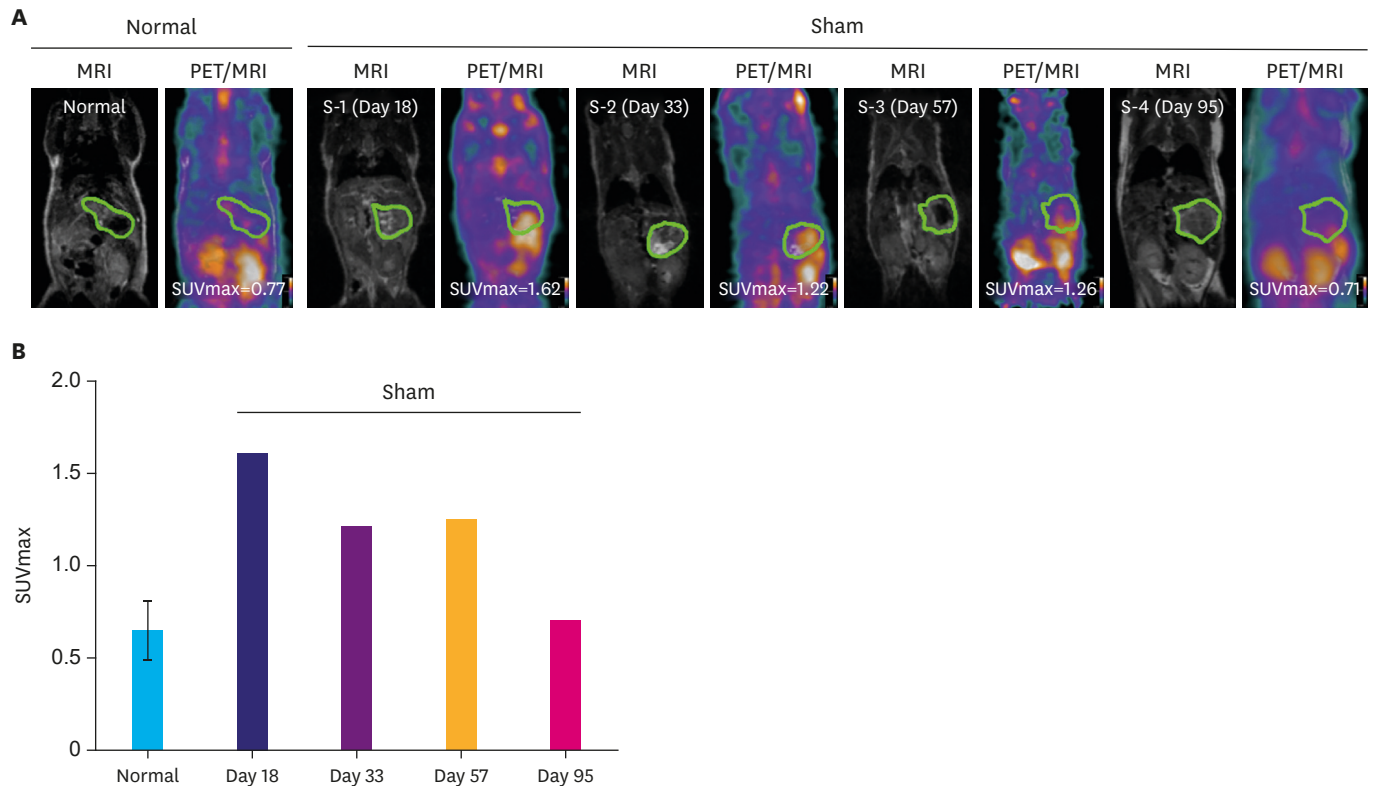 A
Normal Sham
MRI PET/MRI MRI PET/MRI MRI PET/MRI MRI PET/MRI MRI PET/MRI
Normal S-1 (Day 18) S-2 (Day 33) S-3 (Day 57) S-4 (Day 95)
SUVmax=0.77 SUVmax=1.62 SUVmax=1.22 SUVmax=1.26 SUVmax=0.71
B
Sham
SUVmax
2.0
1.5
1.0
0.5
0
Normal Day 18 Day 33 Day 57 Day 95